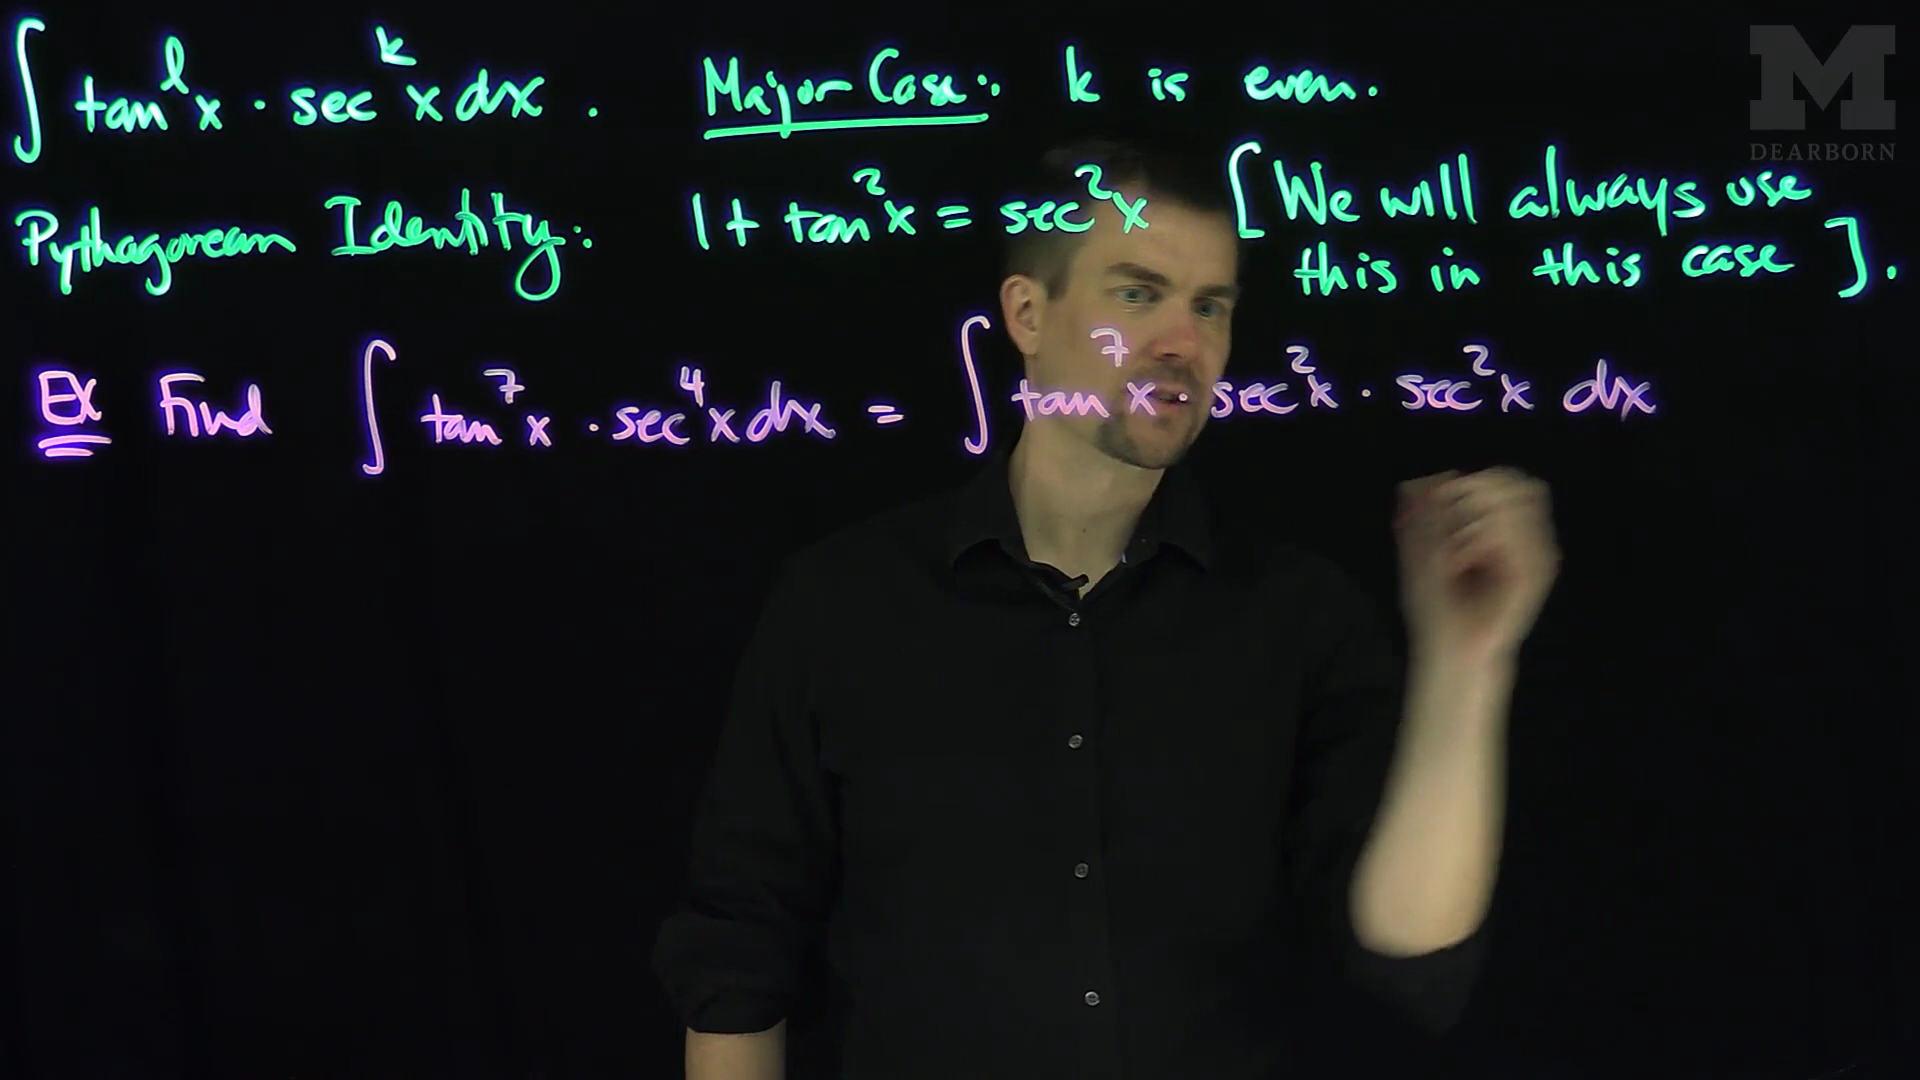 ∫ tan^l x · sec^k x dx . Major Case: k is even.
Pythagorean Identity: 1 + tan²x = sec²x [We will always use
this in this case].
Ex Find ∫ tan⁷x · sec⁴x dx = ∫ tan⁷x · sec²x · sec²x dx
M
DEARBORN